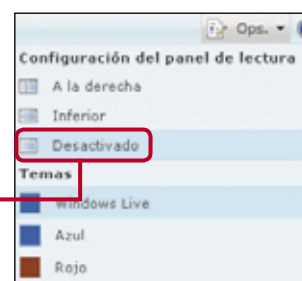 Ops.
Configuración del panel de lectura
A la derecha
Inferior
Desactivado
Temas
Windows Live
Azul
Rojo